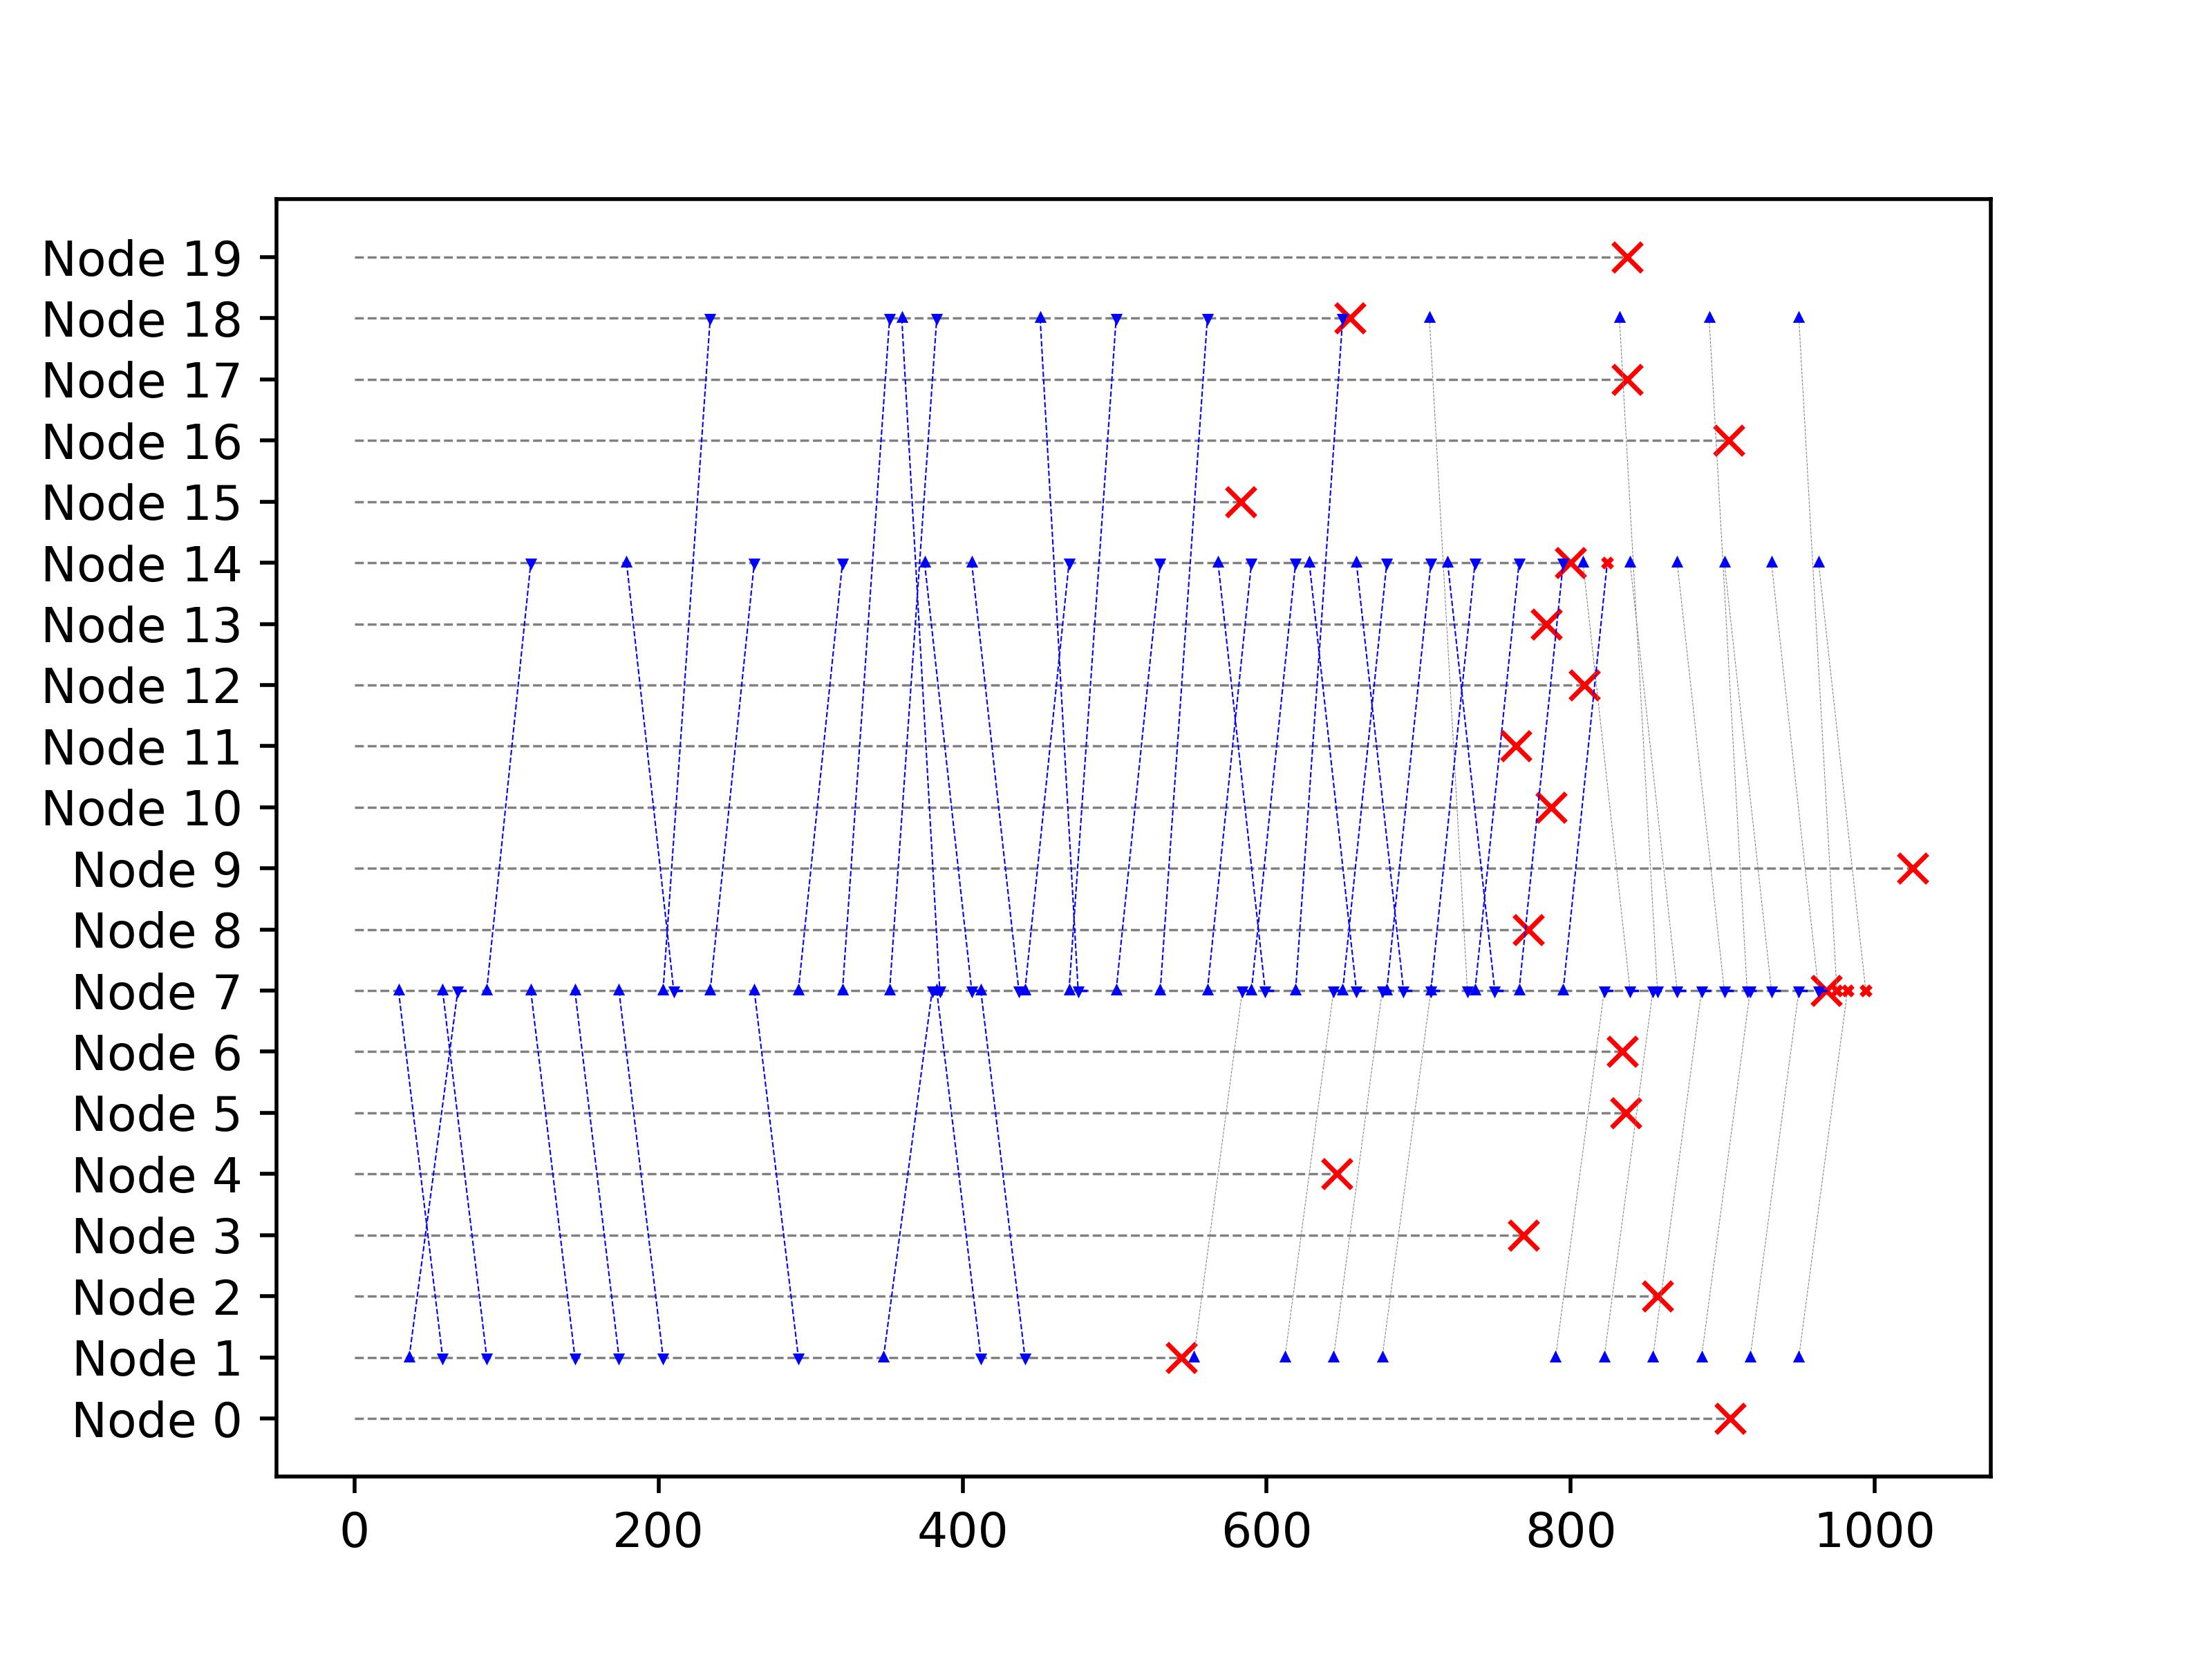 Node 19
Node 18
Node 17
Node 16
Node 15
Node 14
Node 13
Node 12
Node 11
Node 10
Node 9
Node 8
Node 7
Node 6
Node 5
Node 4
Node 3
Node 2
Node 1
Node 0
0 200 400 600 800 1000